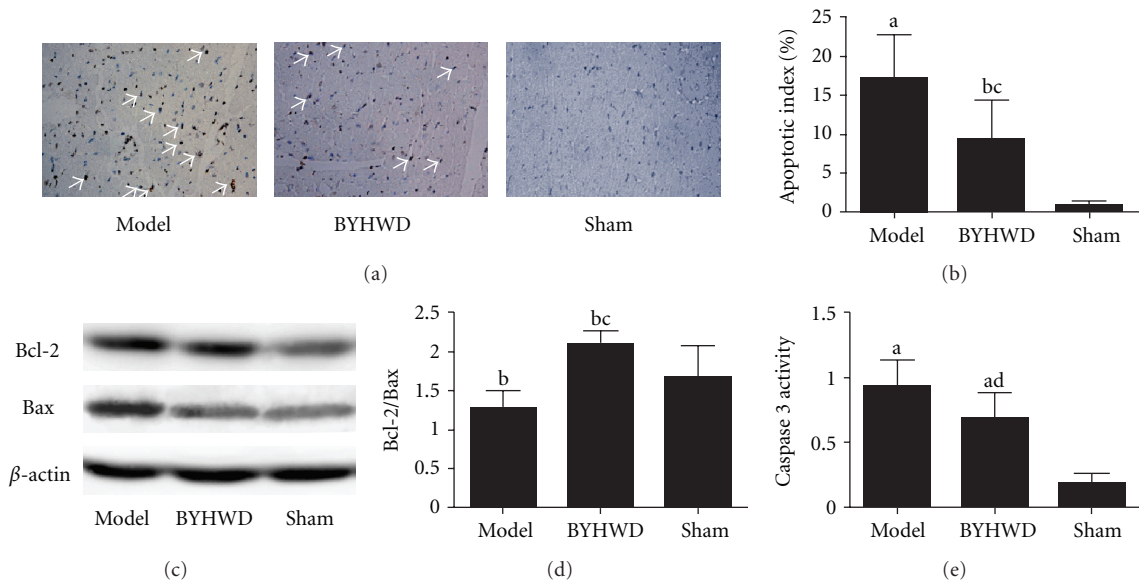 Model
BYHWD
Sham
(a)
Apoptotic index (%)
25
20
15
10
5
0
a
bc
Model
BYHWD
Sham
(b)
Bcl-2
Bax
β-actin
Model
BYHWD
Sham
(c)
Bcl-2/Bax
2.5
2
1.5
1
0.5
0
b
bc
Model
BYHWD
Sham
(d)
Caspase 3 activity
1.5
1
0.5
0
a
ad
Model
BYHWD
Sham
(e)